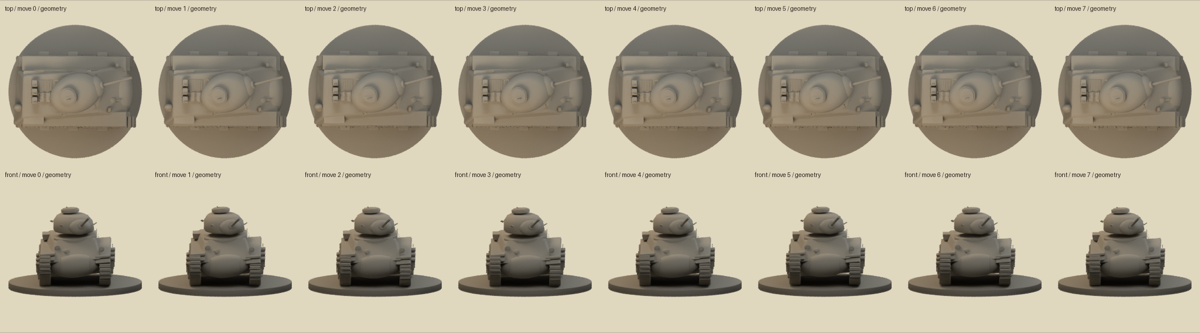 top / move 0 / geometry
top / move 1 / geometry
top / move 2 / geometry
top / move 3 / geometry
top / move 4 / geometry
top / move 5 / geometry
top / move 6 / geometry
top / move 7 / geometry
front / move 0 / geometry
front / move 1 / geometry
front / move 2 / geometry
front / move 3 / geometry
front / move 4 / geometry
front / move 5 / geometry
front / move 6 / geometry
front / move 7 / geometry